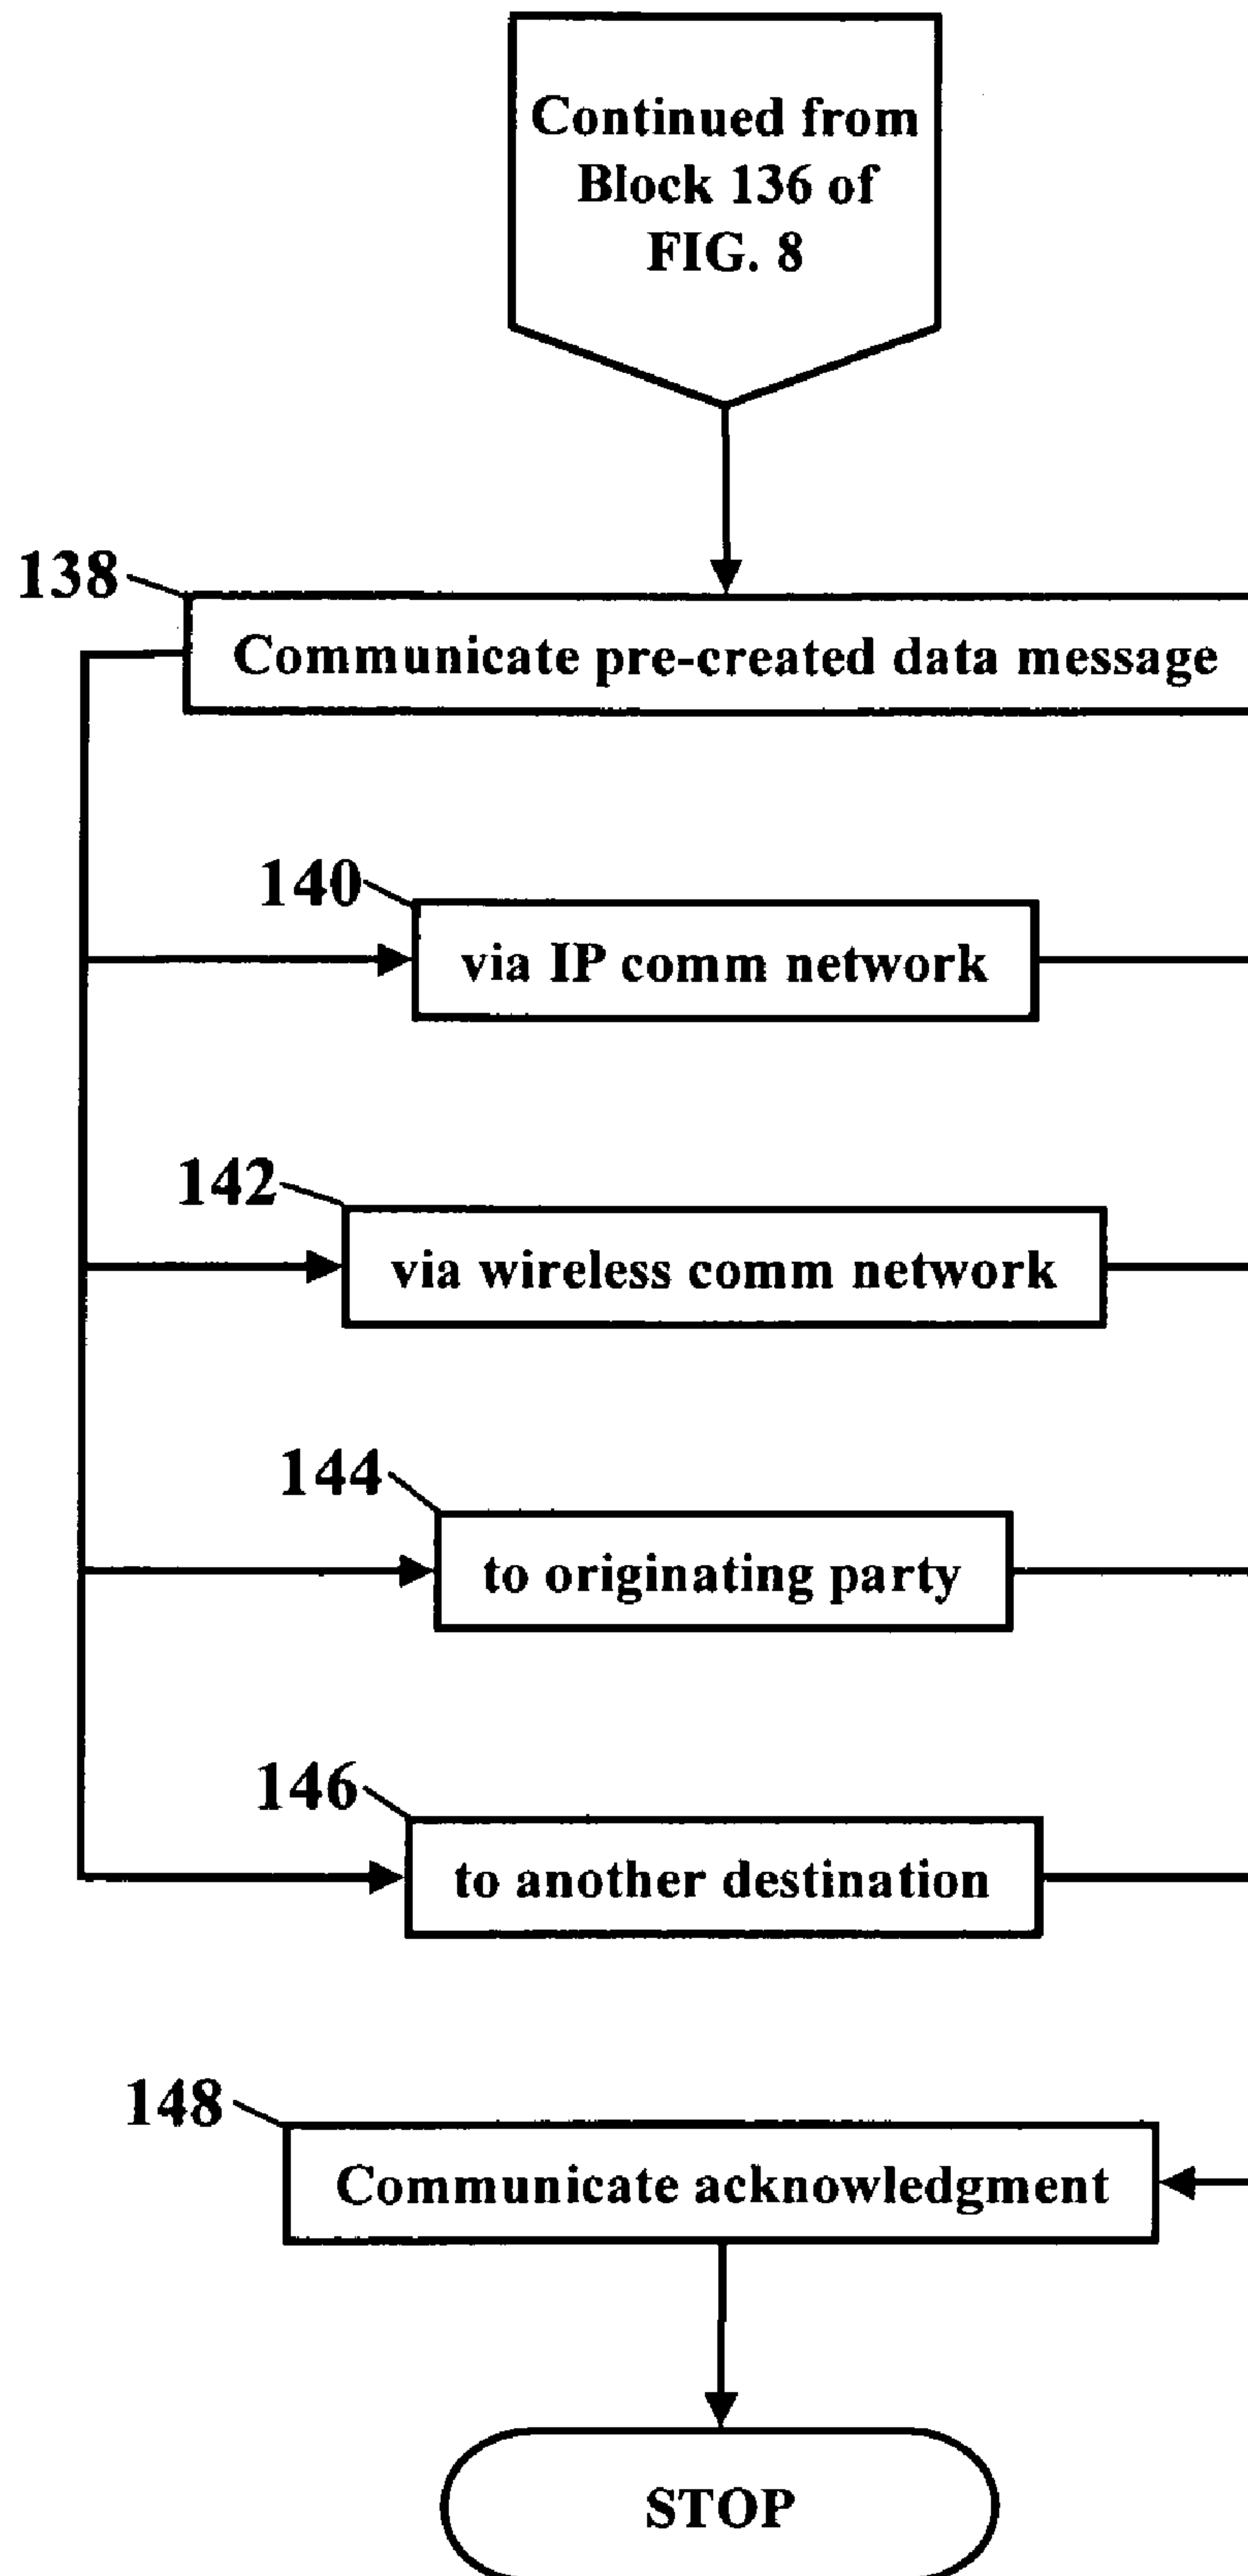 Continued from
Block 136 of
FIG. 8
138
Communicate pre-created data message
140
via IP comm network
142
via wireless comm network
144
to originating party
146
to another destination
148
Communicate acknowledgment
STOP